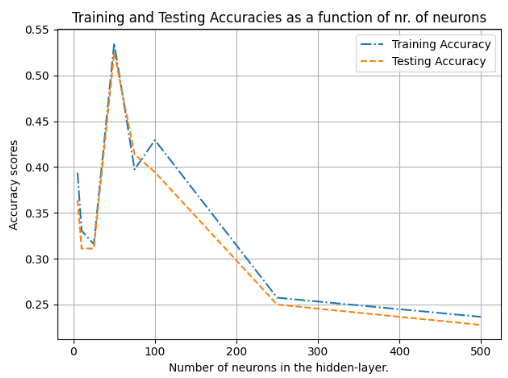 Training and Testing Accuracies as a function of nr. of neurons
Training Accuracy
Testing Accuracy
Accuracy scores
0.55
0.50
0.45
0.40
0.35
0.30
0.25
0 100 200 300 400 500
Number of neurons in the hidden-layer.